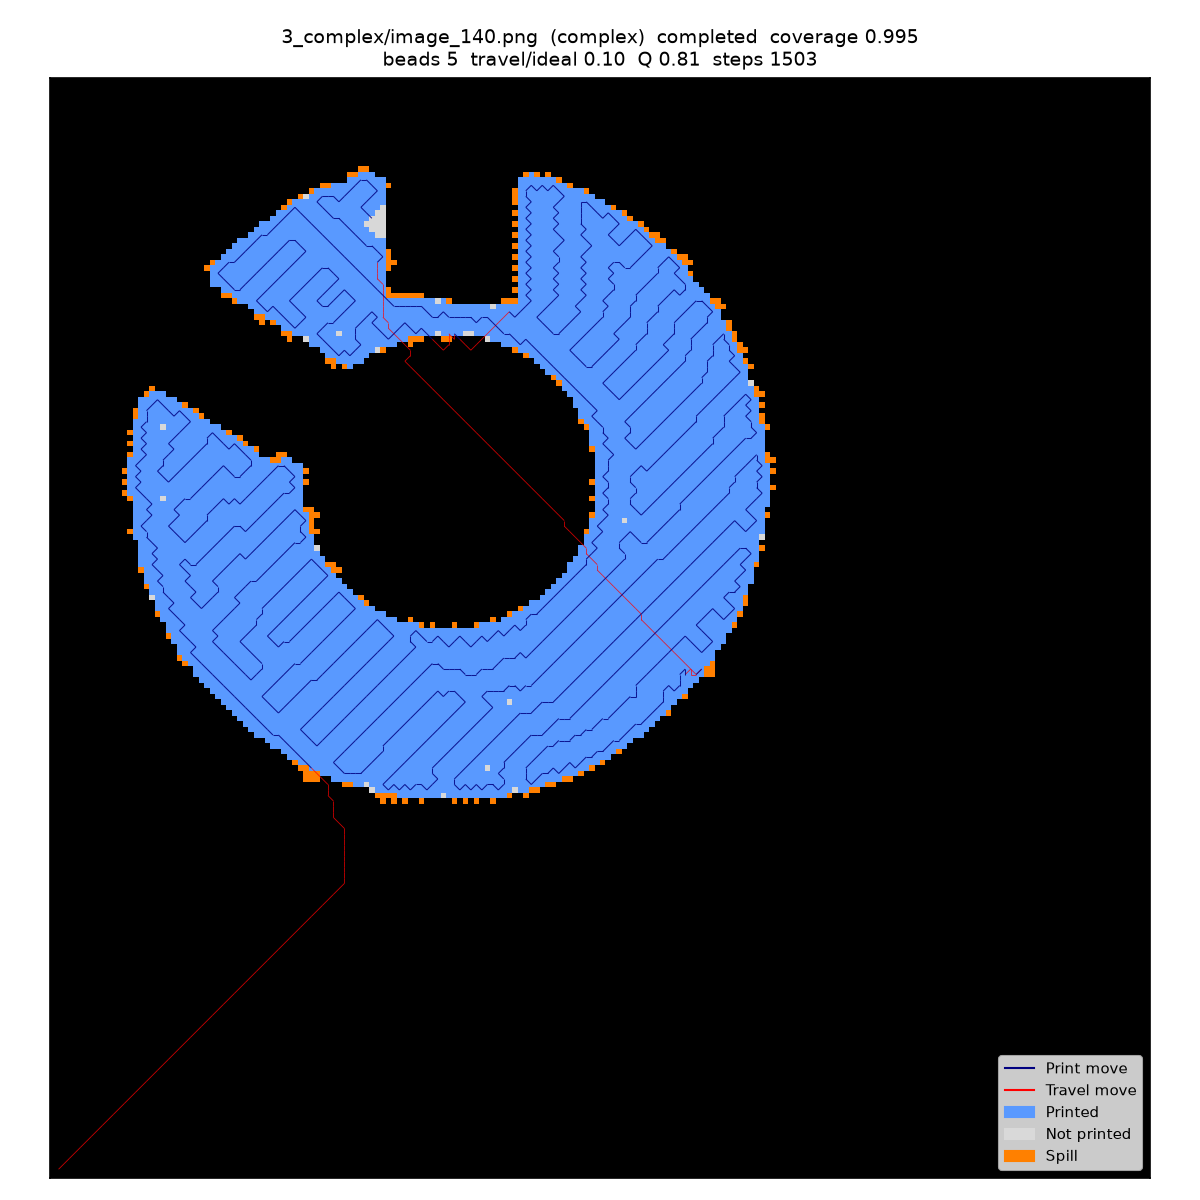 3_complex/image_140.png  (complex)  completed  coverage 0.995
beads 5  travel/ideal 0.10  Q 0.81  steps 1503
Print move
Travel move
Printed
Not printed
Spill